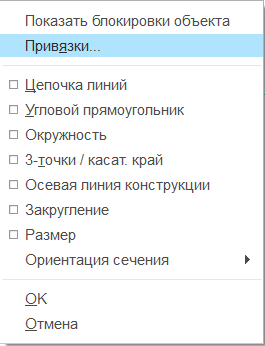 Показать блокировки объекта
Привязки...
Цепочка линий
Угловой прямоугольник
Окружность
3-точки / касат. край
Осевая линия конструкции
Закругление
Размер
Ориентация сечения
OK
Отмена